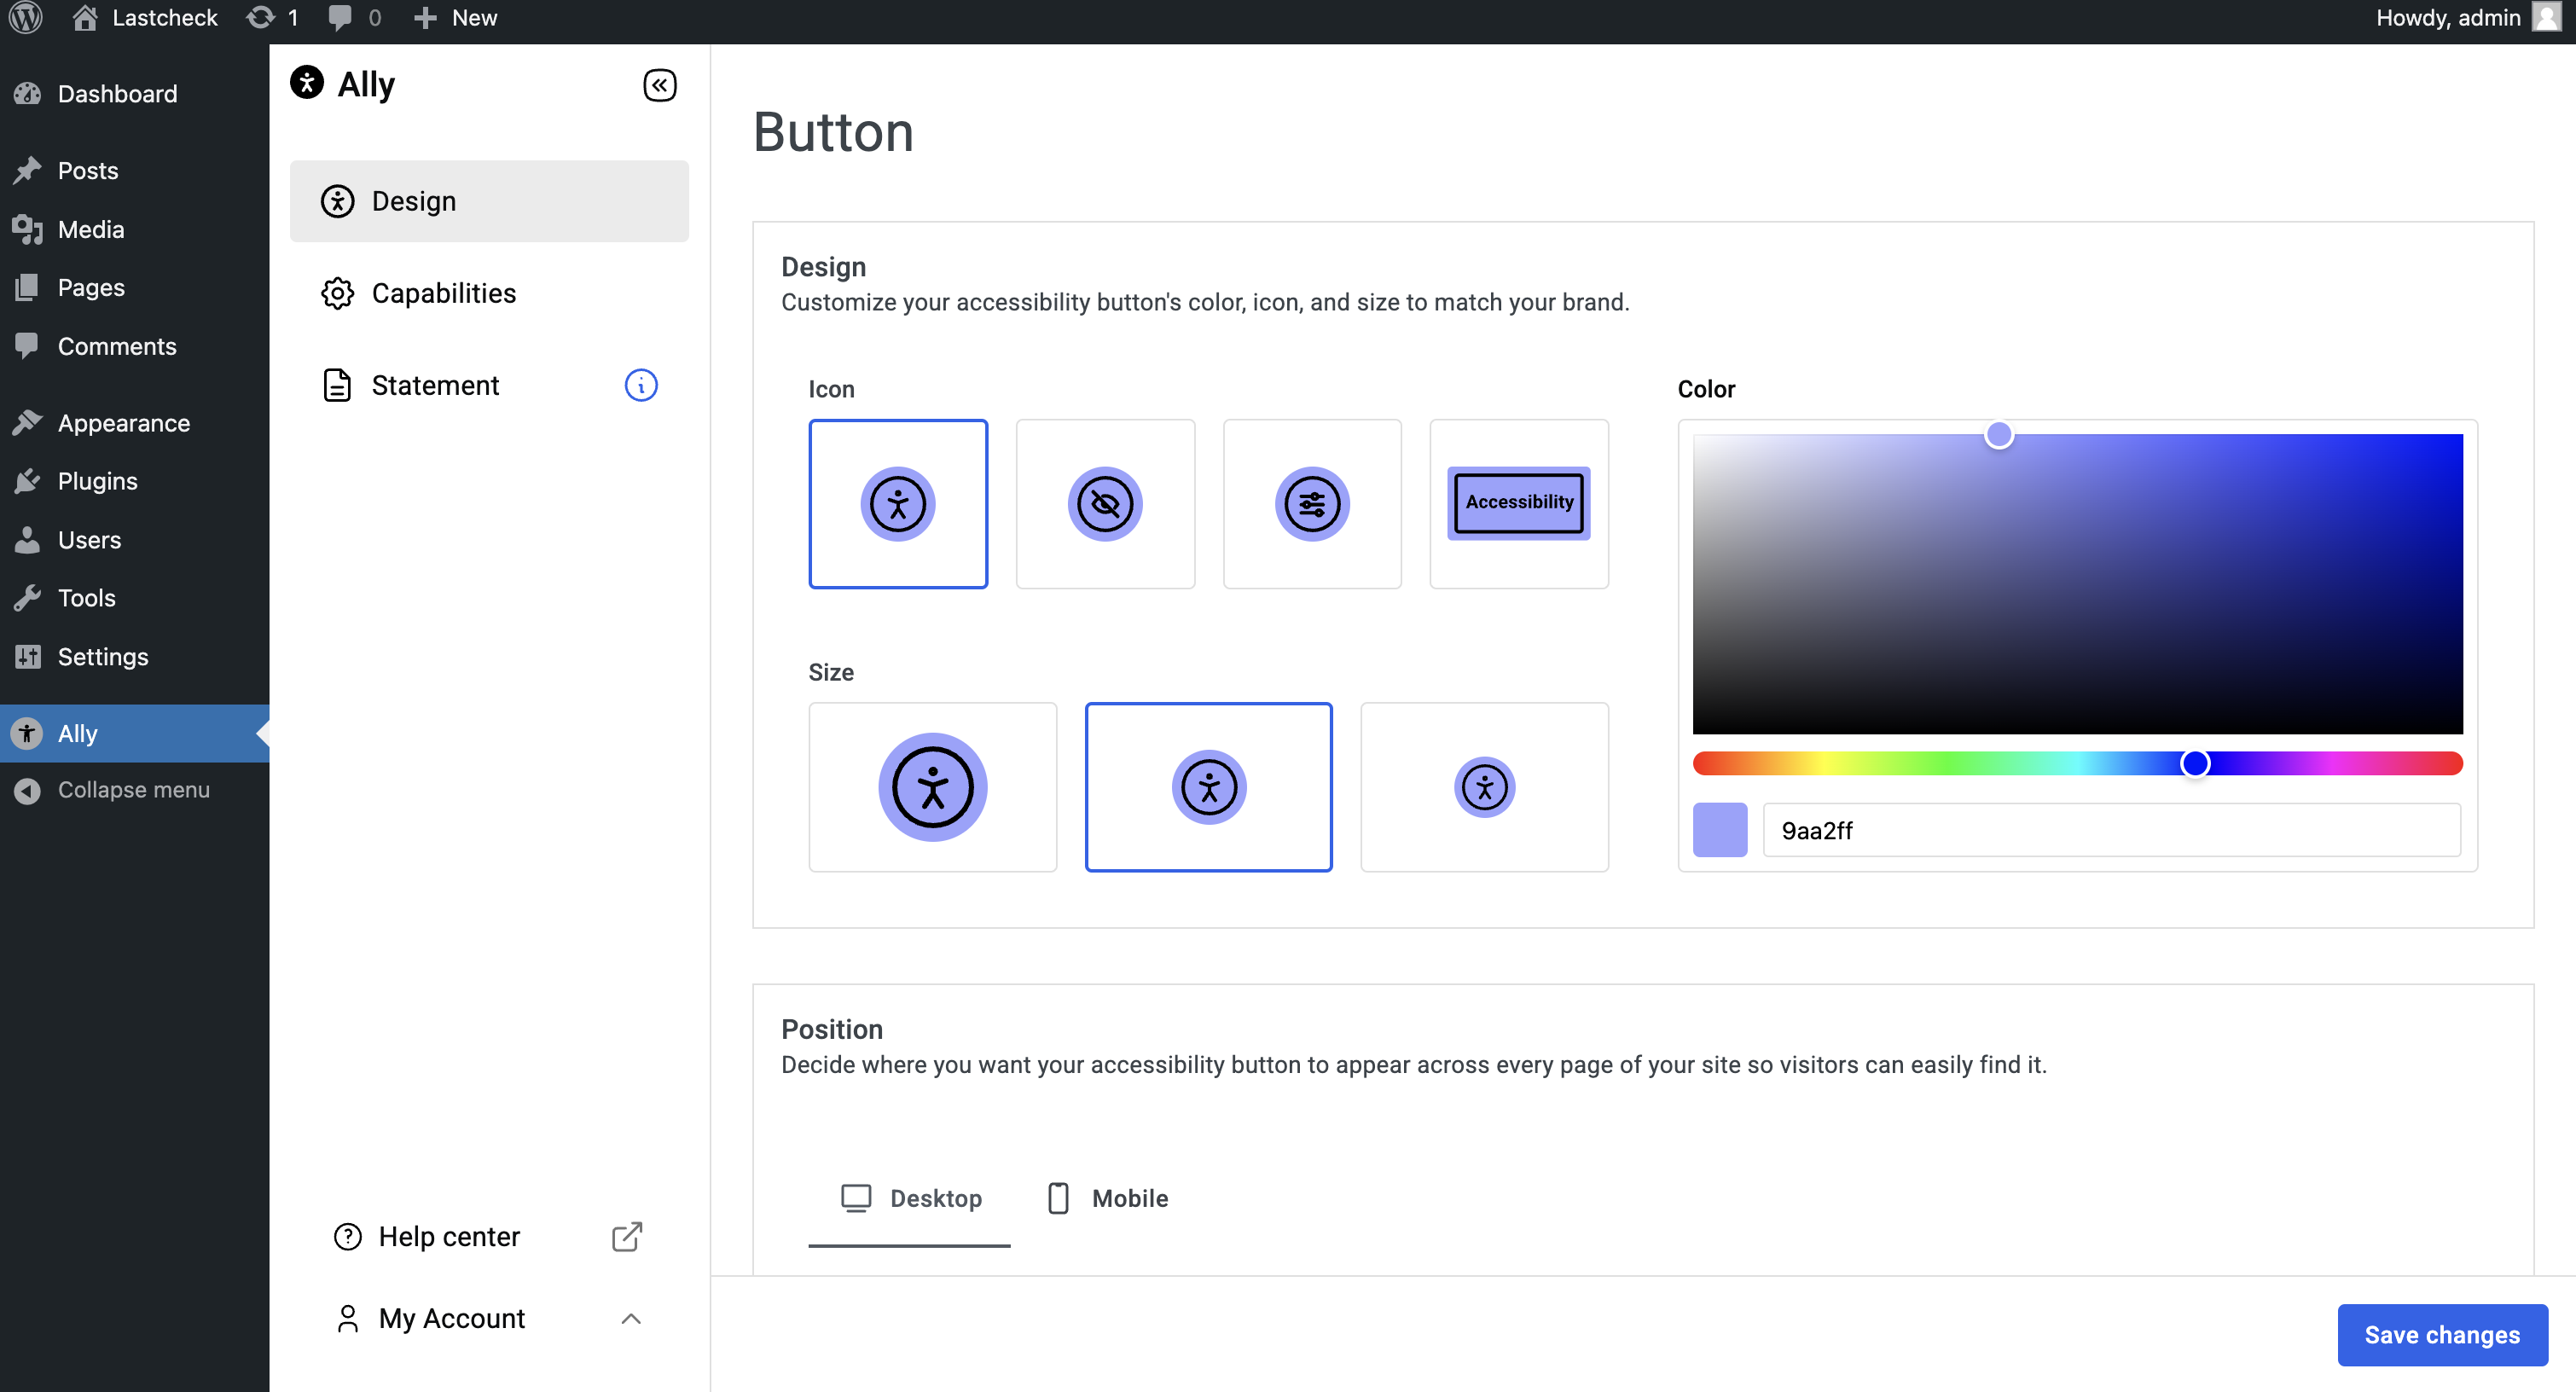 Lastcheck
1
0
New
Howdy, admin
Dashboard
Posts
Media
Pages
Comments
Appearance
Plugins
Users
Tools
Settings
Ally
Collapse menu
Ally
Design
Capabilities
Statement
Help center
My Account
Button
Design
Customize your accessibility button's color, icon, and size to match your brand.
Icon
Accessibility
Size
Color
9aa2ff
Position
Decide where you want your accessibility button to appear across every page of your site so visitors can easily find it.
Desktop
Mobile
Save changes